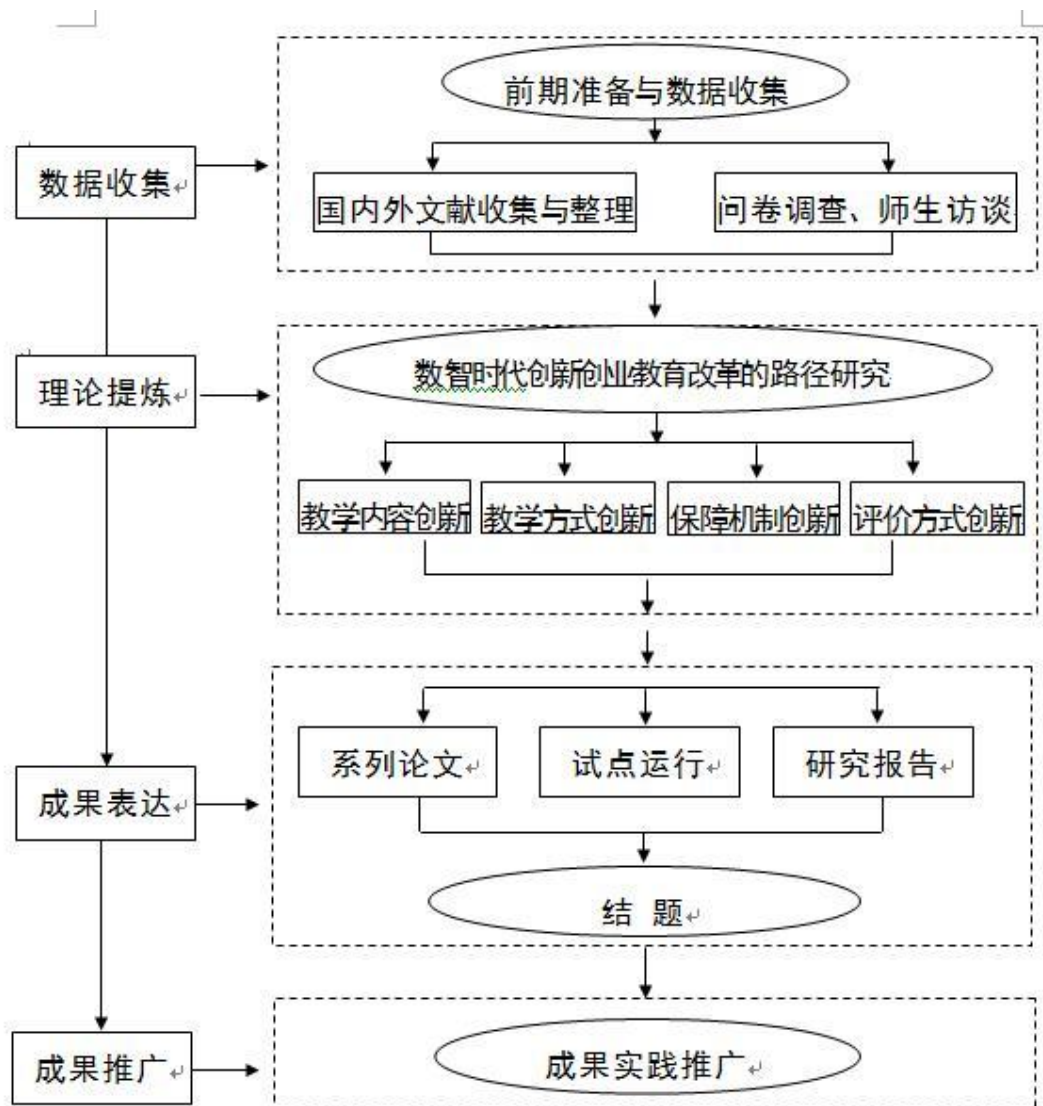 前期准备与数据收集
数据收集
国内外文献收集与整理
问卷调查、师生访谈
数智时代创新创业教育改革的路径研究
理论提炼
教学内容创新
教学方式创新
保障机制创新
评价方式创新
系列论文
试点运行
研究报告
成果表达
结 题
成果实践推广
成果推广